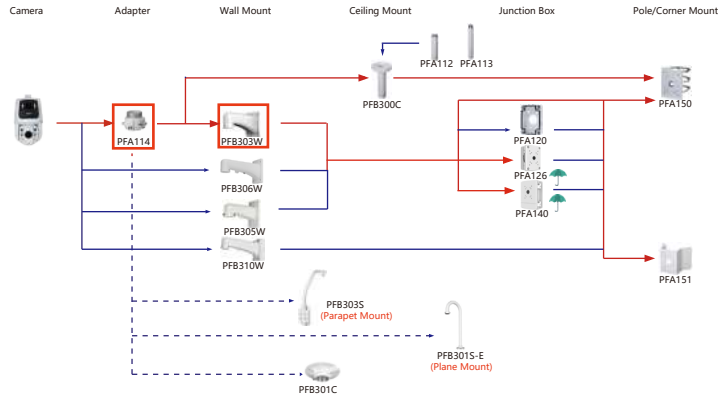 Camera Adapter Wall Mount Ceiling Mount Junction Box Pole/Corner Mount
PFA112 PFA113
PFB300C
PFA150
PFA114
PFB303W
PFA120
PFA126
PFB306W
PFA140
PFB305W
PFB310W
PFA151
PFB303S
(Parapet Mount)
PFB301S-E
(Plane Mount)
PFB301C